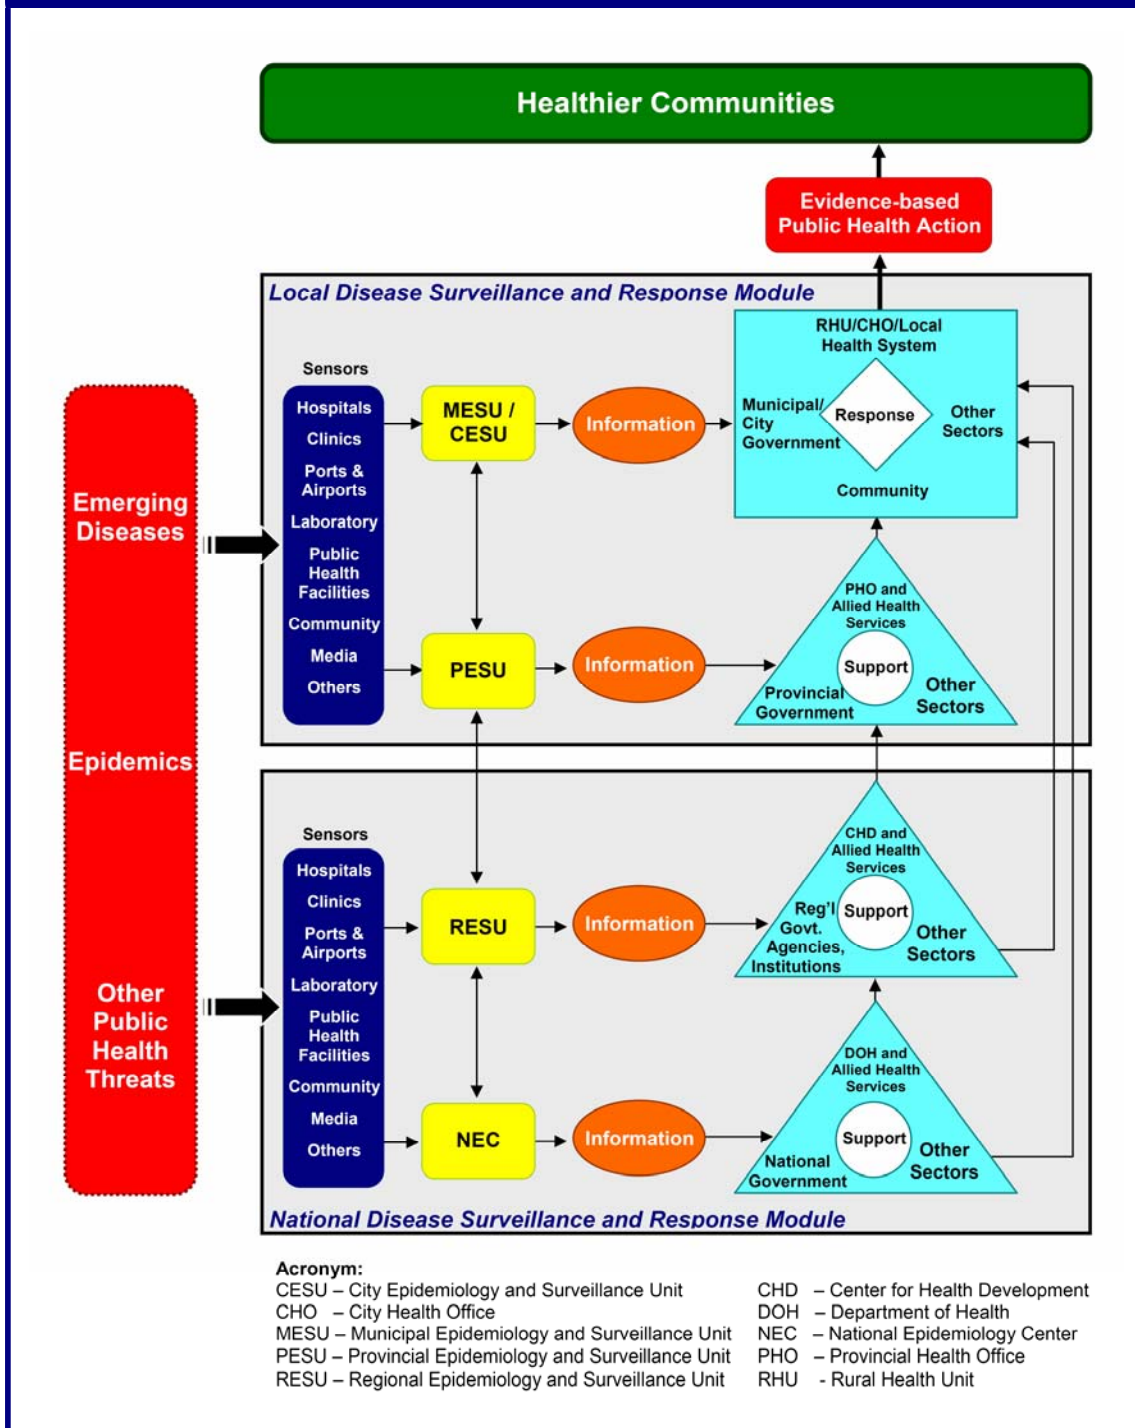 Healthier Communities
Evidence-based
Public Health Action
Local Disease Surveillance and Response Module
Emerging
Diseases
Epidemics
Other
Public
Health
Threats
Sensors
Hospitals
Clinics
Ports &
Airports
Laboratory
Public
Health
Facilities
Community
Media
Others
MESU /
CESU
Information
RHU/CHO/Local
Health System
Municipal/
City
Government
Response
Other
Sectors
Community
PESU
Information
PHO and
Allied Health
Services
Support
Provincial
Government
Other
Sectors
Sensors
Hospitals
Clinics
Ports &
Airports
Laboratory
Public
Health
Facilities
Community
Media
Others
RESU
Information
CHD and
Allied Health
Services
Support
Reg'l
Govt.
Agencies,
Institutions
Other
Sectors
NEC
Information
DOH and
Allied Health
Services
Support
National
Government
Other
Sectors
National Disease Surveillance and Response Module
Acronym:
CESU – City Epidemiology and Surveillance Unit
CHO – City Health Office
MESU – Municipal Epidemiology and Surveillance Unit
PESU – Provincial Epidemiology and Surveillance Unit
RESU – Regional Epidemiology and Surveillance Unit
CHD – Center for Health Development
DOH – Department of Health
NEC – National Epidemiology Center
PHO – Provincial Health Office
RHU - Rural Health Unit